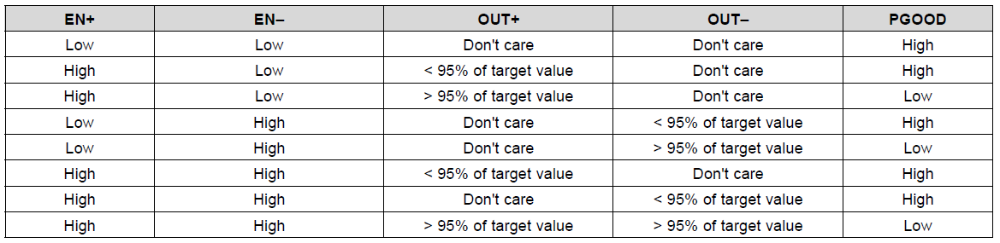 EN+ EN– OUT+ OUT– PGOOD
Low Low Don't care Don't care High
High Low < 95% of target value Don't care High
High Low > 95% of target value Don't care Low
Low High Don't care < 95% of target value High
Low High Don't care > 95% of target value Low
High High < 95% of target value Don't care High
High High Don't care < 95% of target value High
High High > 95% of target value > 95% of target value Low